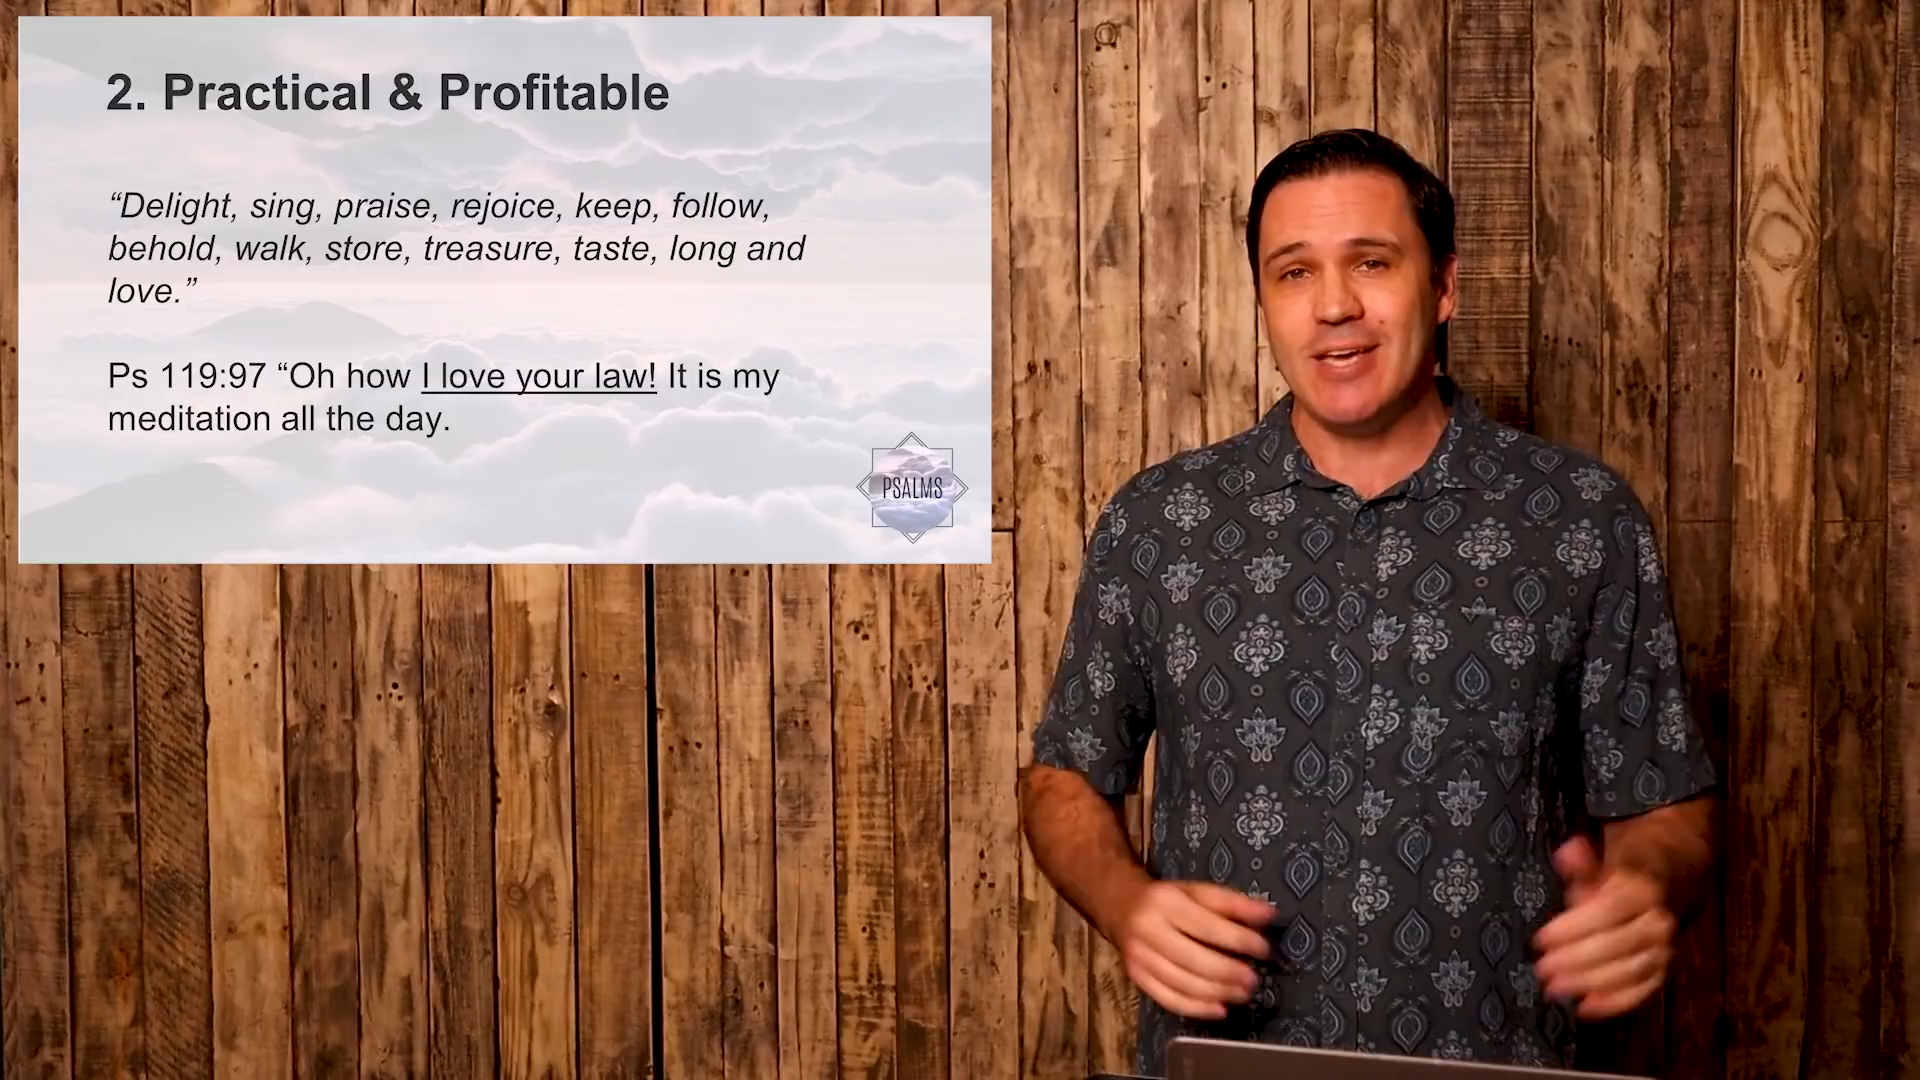 2. Practical & Profitable
“Delight, sing, praise, rejoice, keep, follow,
behold, walk, store, treasure, taste, long and
love.”
Ps 119:97 “Oh how I love your law! It is my
meditation all the day.
PSALMS